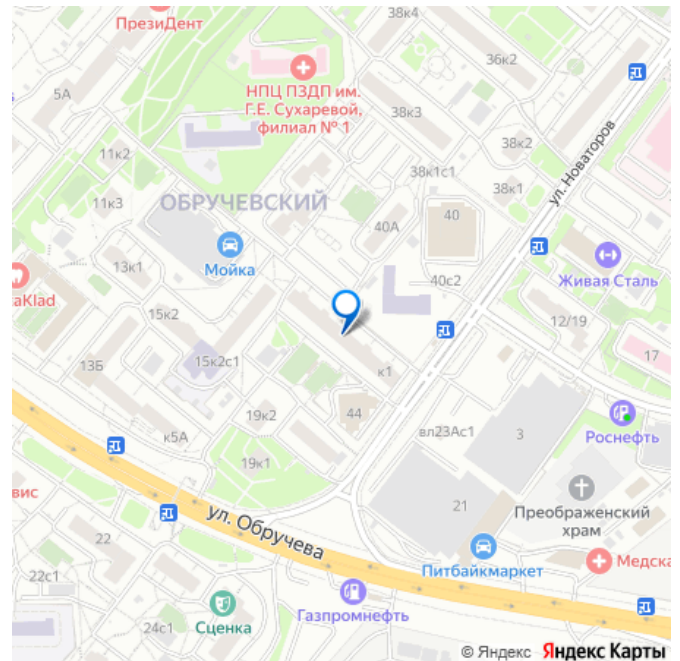 ПрезиДент
38к4
36к2
5А
НПЦ ПЗДП им.
Г.Е. Сухаревой,
филиал № 1
38к3
11к2
38к2
ул. Новаторов
38к1с1
38к1
11к3
ОБРУЧЕВСКИЙ
40
40А
Мойка
13к1
40с2
Живая Сталь
aKlad
15к2
12/19
17
15к2с1
13Б
к1
44
19к2
к5А
вл23Ас1
3
Роснефть
19к1
вис
21
Преображенский
храм
ул. Обручева
22
Питбайкмаркет
Медска
22с1
Газпромнефть
24с1
Сценка
© Яндекс Яндекс Карты